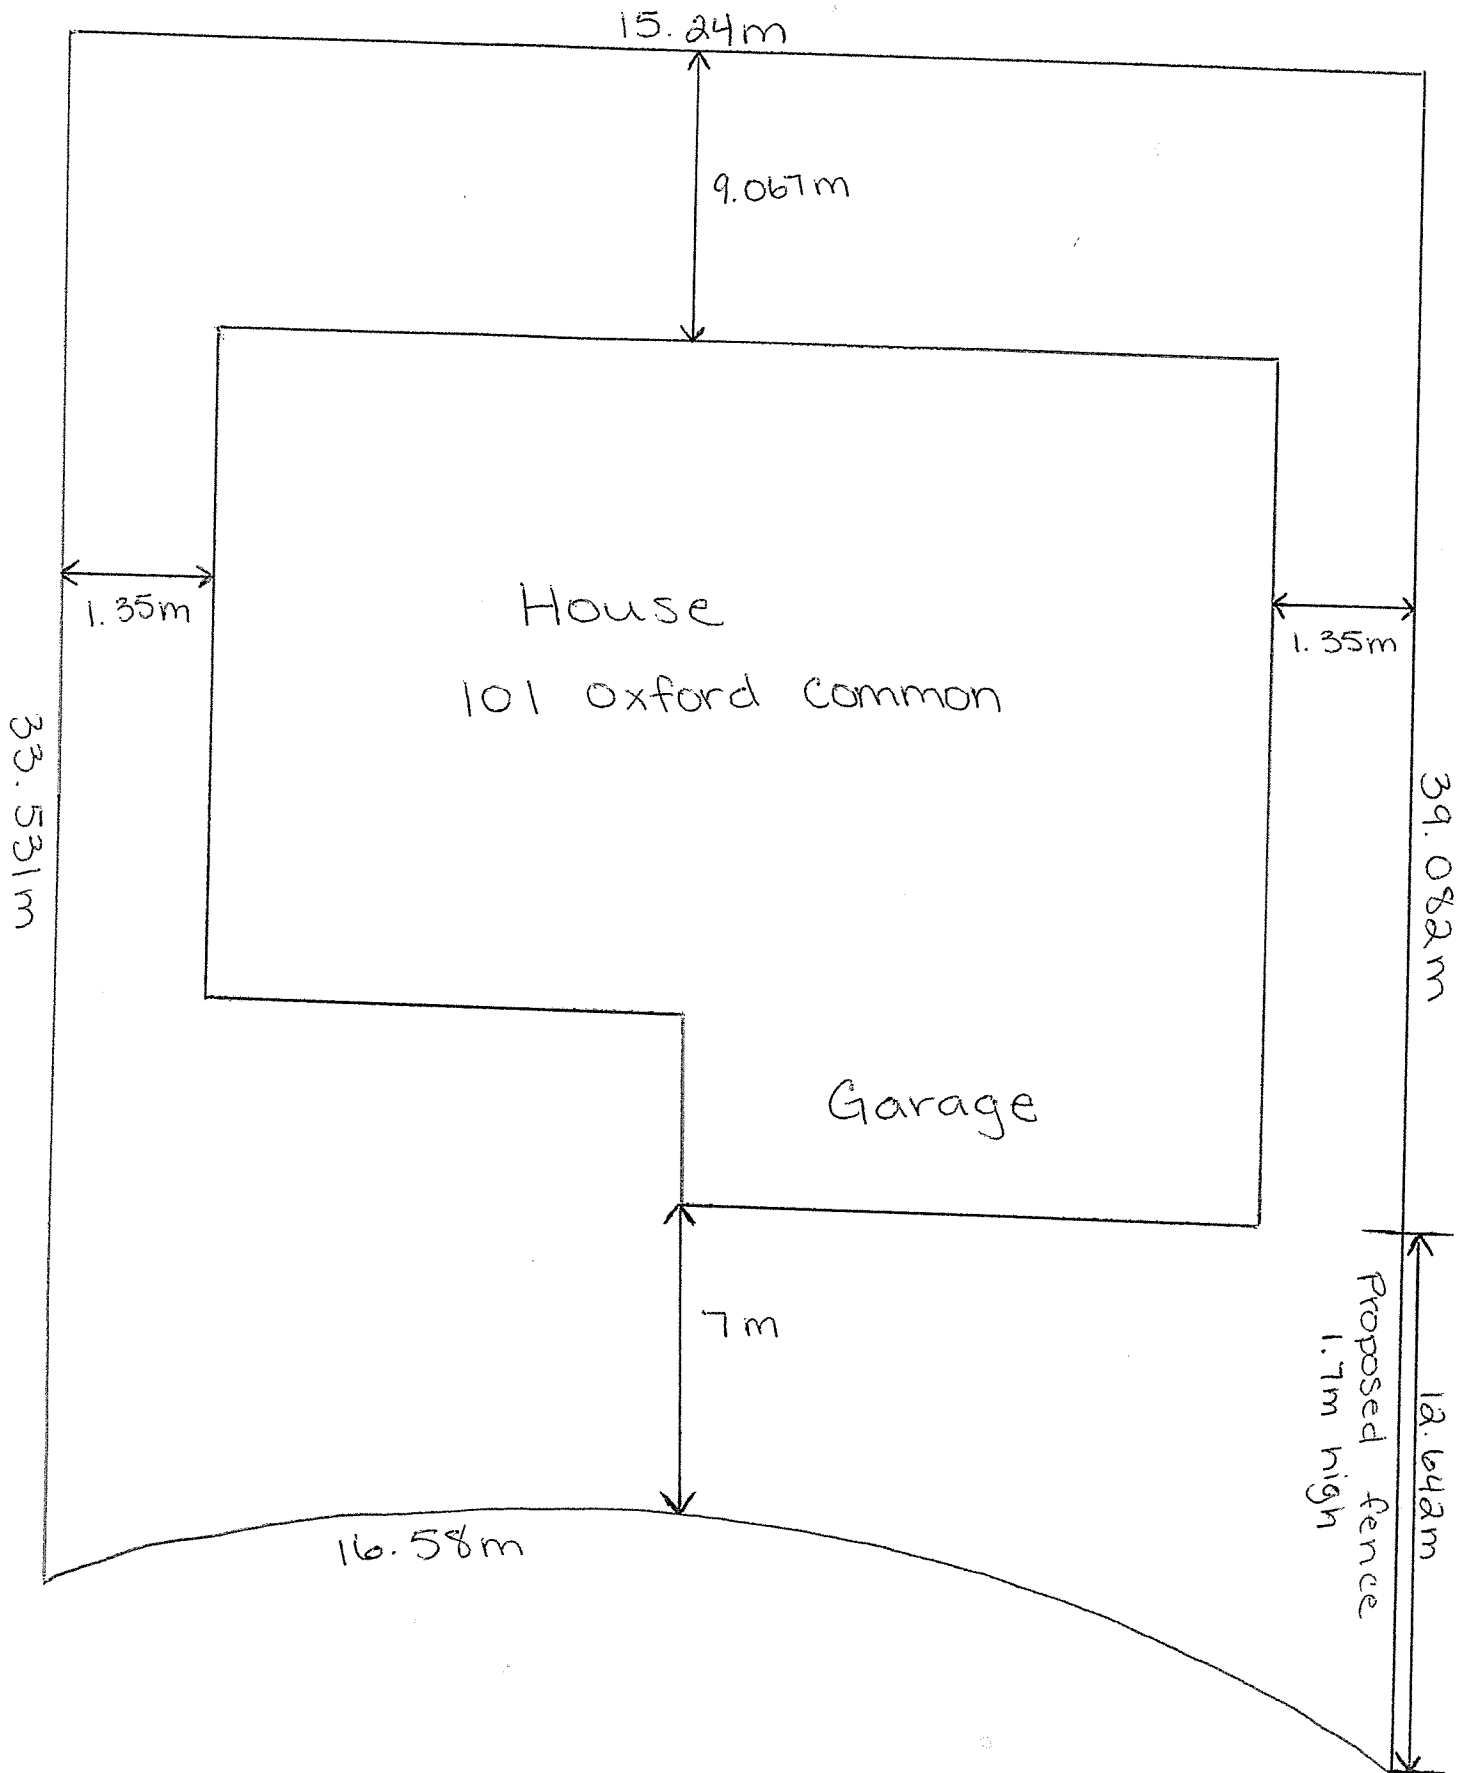 15.24m
9.067m
1.35m
House
101 Oxford Common
1.35m
33.531m
39.082m
Garage
7m
Proposed fence
1.7m high
12.642m
16.58m